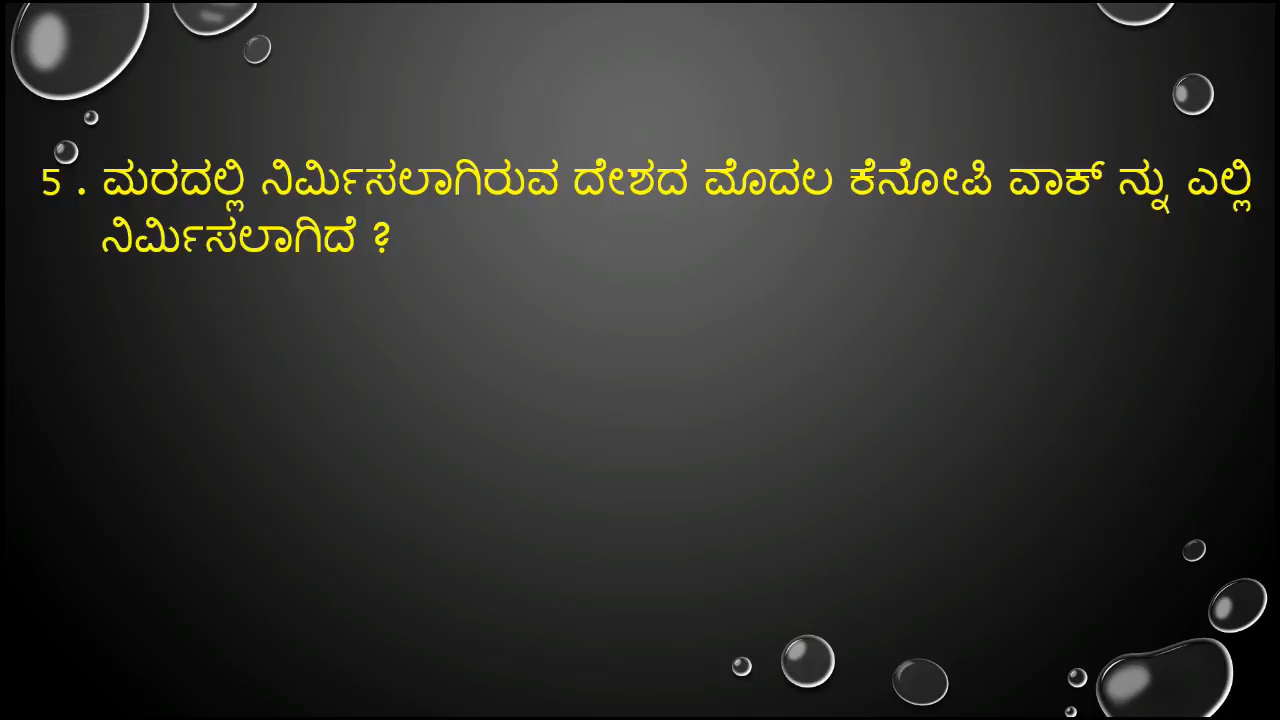 5 . ಮರದಲ್ಲಿ ನಿರ್ಮಿಸಲಾಗಿರುವ ದೇಶದ ಮೊದಲ ಕೆನೋಪಿ ವಾಕ್ ನ್ನು ಎಲ್ಲಿ
ನಿರ್ಮಿಸಲಾಗಿದೆ ?